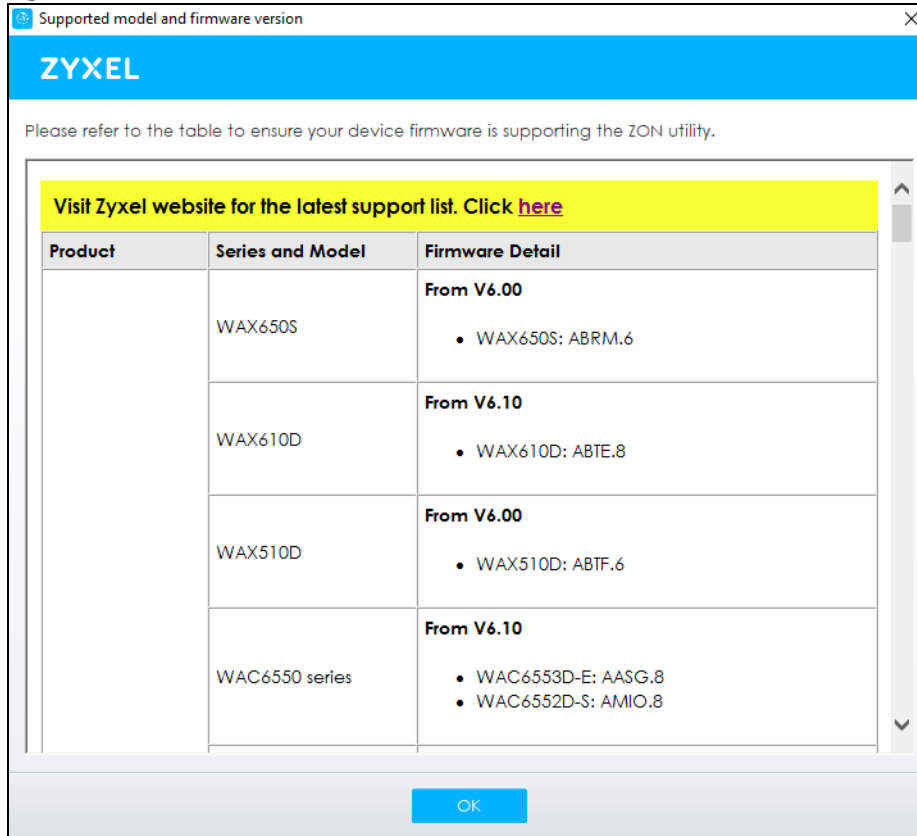 Supported model and firmware version
ZYXEL
Please refer to the table to ensure your device firmware is supporting the ZON utility.
Visit Zyxel website for the latest support list. Click here
Product Series and Model Firmware Detail
WAX650S
From V6.00
• WAX650S: ABRM.6
WAX610D
From V6.10
• WAX610D: ABTE.8
WAX510D
From V6.00
• WAX510D: ABTF.6
WAC6550 series
From V6.10
• WAC6553D-E: AASG.8
• WAC6552D-S: AMIO.8
OK